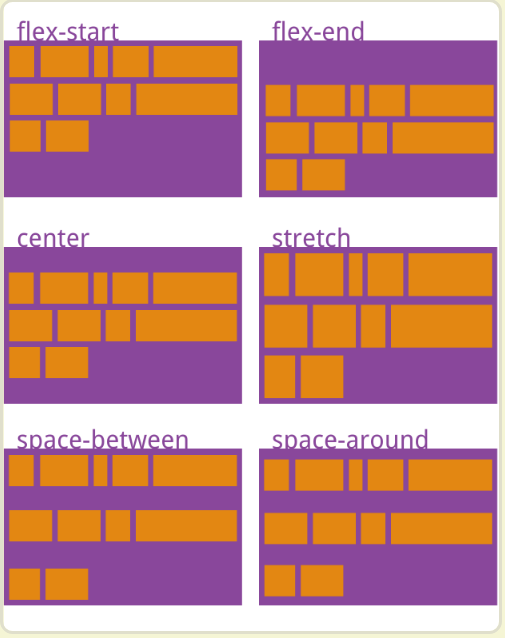 flex-start
flex-end
center
stretch
space-between
space-around